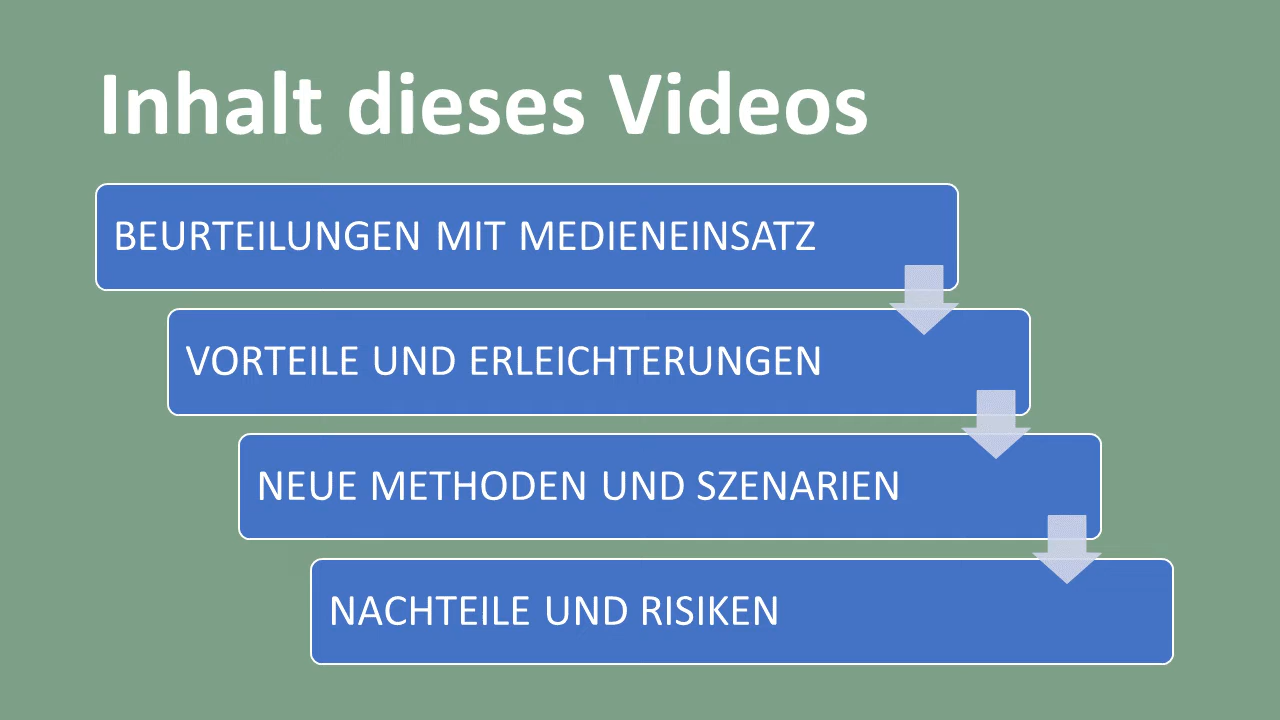 Inhalt dieses Videos
BEURTEILUNGEN MIT MEDIENEINSATZ
VORTEILE UND ERLEICHTERUNGEN
NEUE METHODEN UND SZENARIEN
NACHTEILE UND RISIKEN